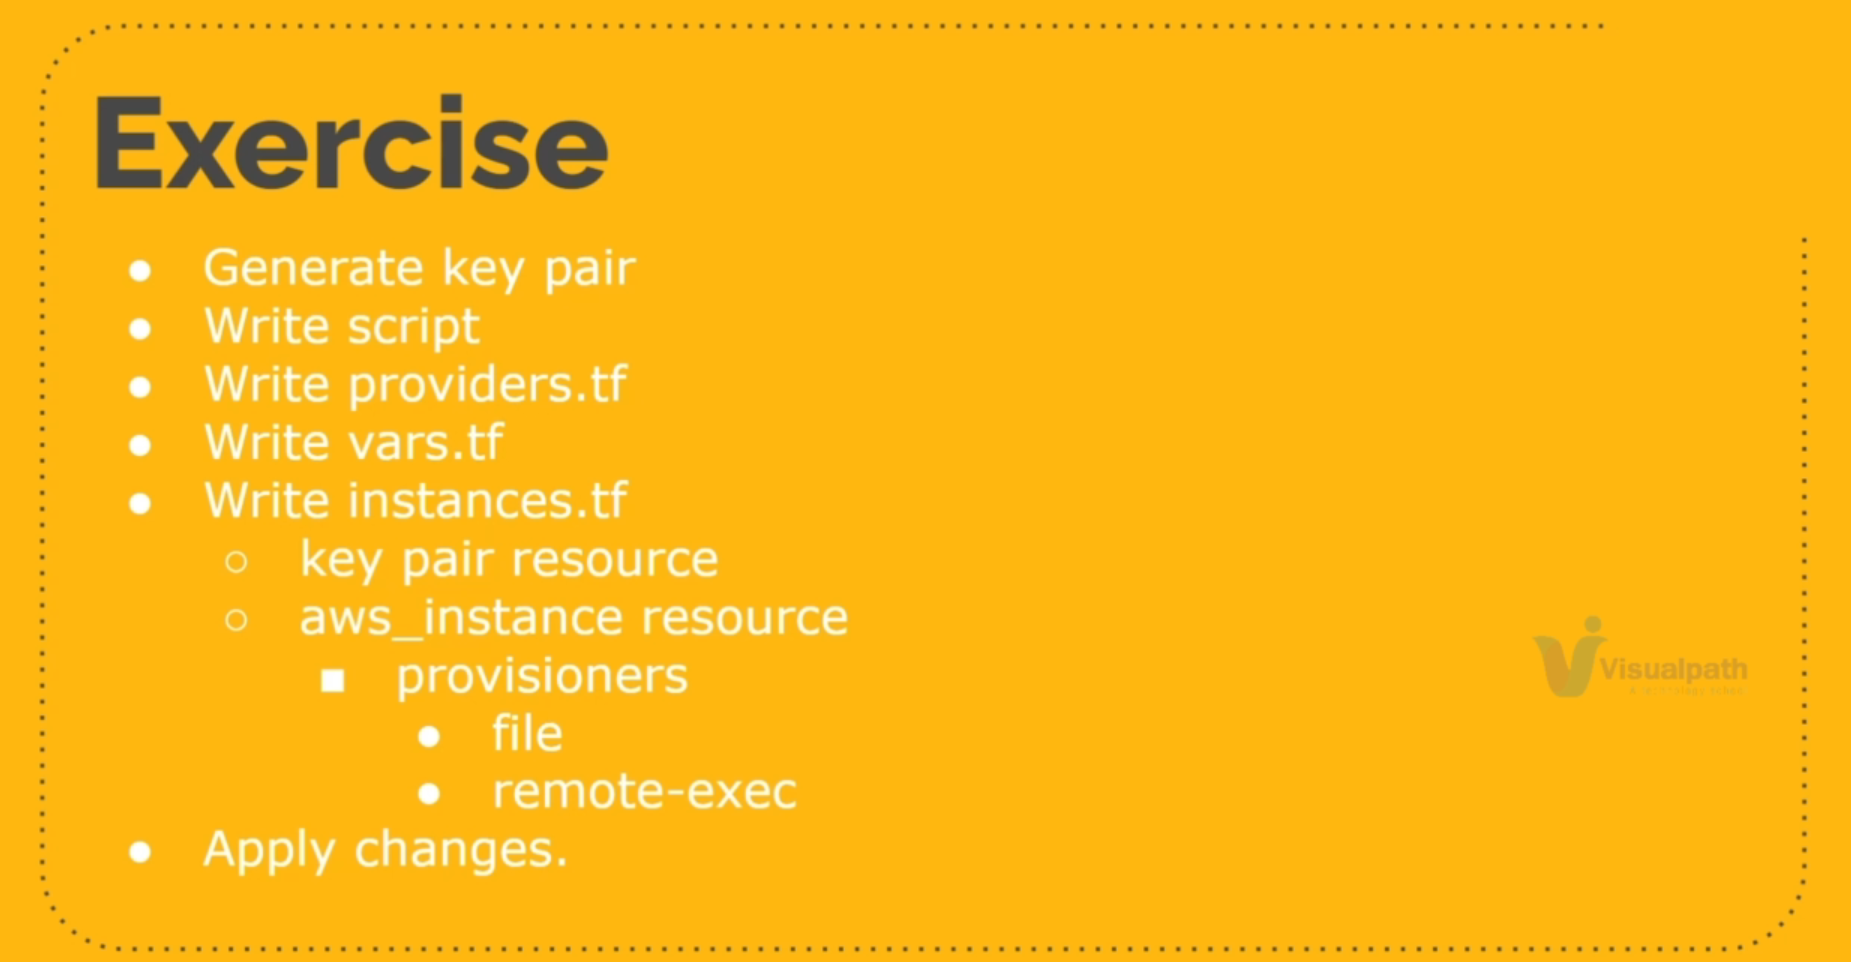 Exercise
Generate key pair
Write script
Write providers.tf
Write vars.tf
Write instances.tf
key pair resource
aws_instance resource
provisioners
file
remote-exec
Apply changes.
Visualpath